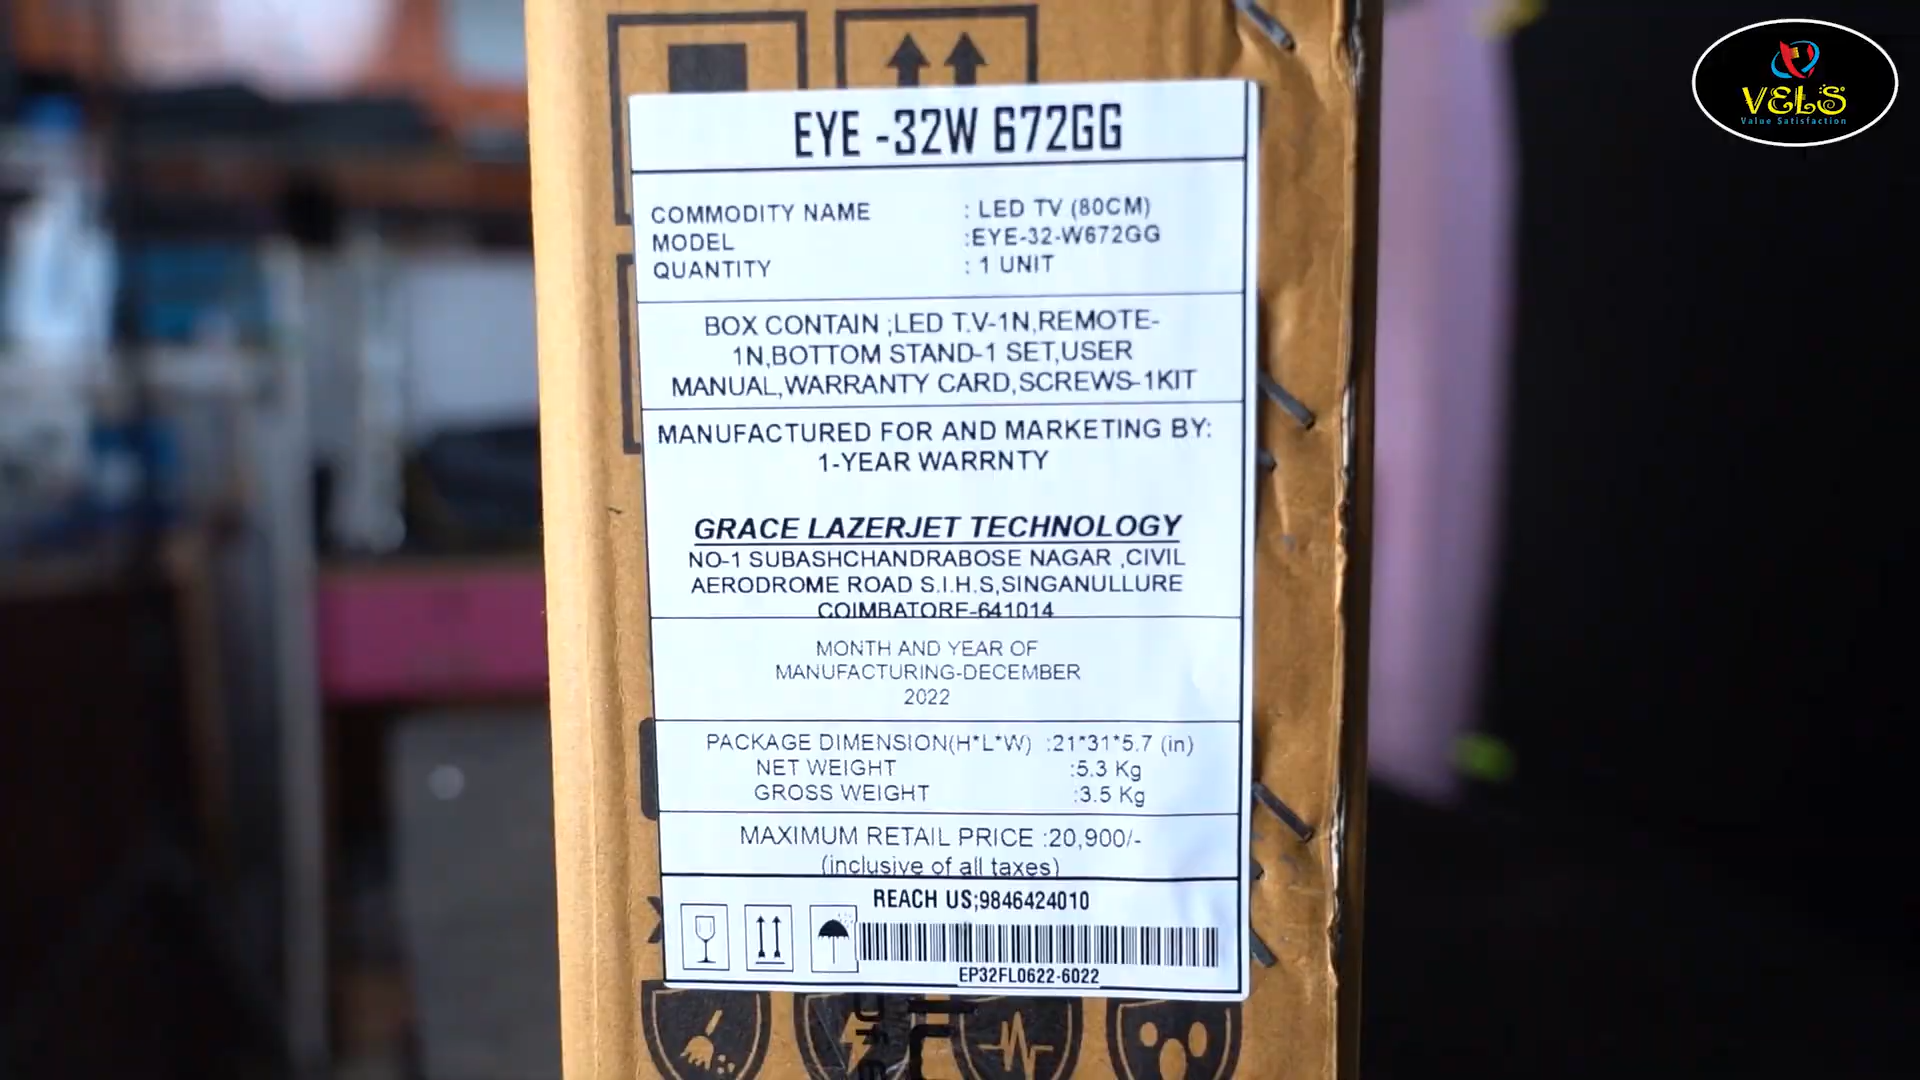 VELS
Value Satisfaction
EYE -32W 672GG
COMMODITY NAME : LED TV (80CM)
MODEL :EYE-32-W672GG
QUANTITY : 1 UNIT
BOX CONTAIN ;LED T.V-1N,REMOTE-
1N,BOTTOM STAND-1 SET,USER
MANUAL,WARRANTY CARD,SCREWS-1KIT
MANUFACTURED FOR AND MARKETING BY:
1-YEAR WARRNTY
GRACE LAZERJET TECHNOLOGY
NO-1 SUBASHCHANDRABOSE NAGAR ,CIVIL
AERODROME ROAD S.I.H.S,SINGANULLURE
COIMBATORE-641014
MONTH AND YEAR OF
MANUFACTURING-DECEMBER
2022
PACKAGE DIMENSION(H*L*W) :21*31*5.7 (in)
NET WEIGHT :5.3 Kg
GROSS WEIGHT :3.5 Kg
MAXIMUM RETAIL PRICE :20,900/-
(inclusive of all taxes)
REACH US;9846424010
EP32FL0622-6022